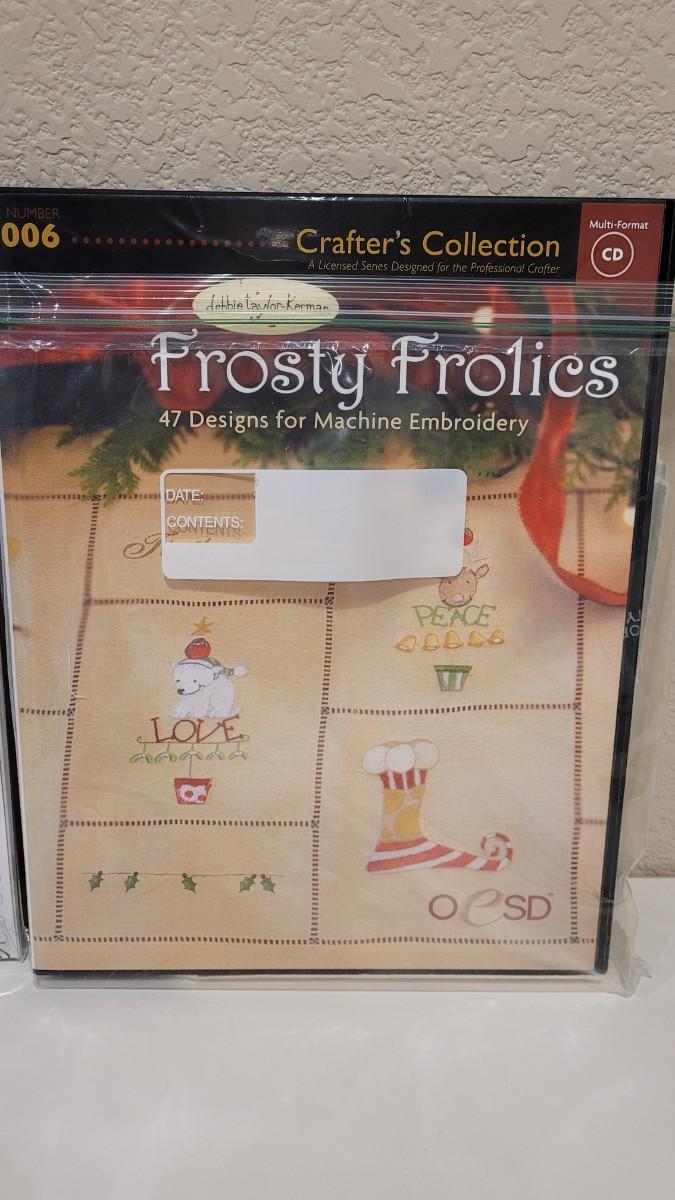 NUMBER
006
Crafter's Collection
A Licensed Series Designed for the Professional Crafter
Multi-Format
CD
debbie taylor-Kerman
Frosty Frolics
47 Designs for Machine Embroidery
DATE:
CONTENTS:
PEACE
LOVE
OESD™